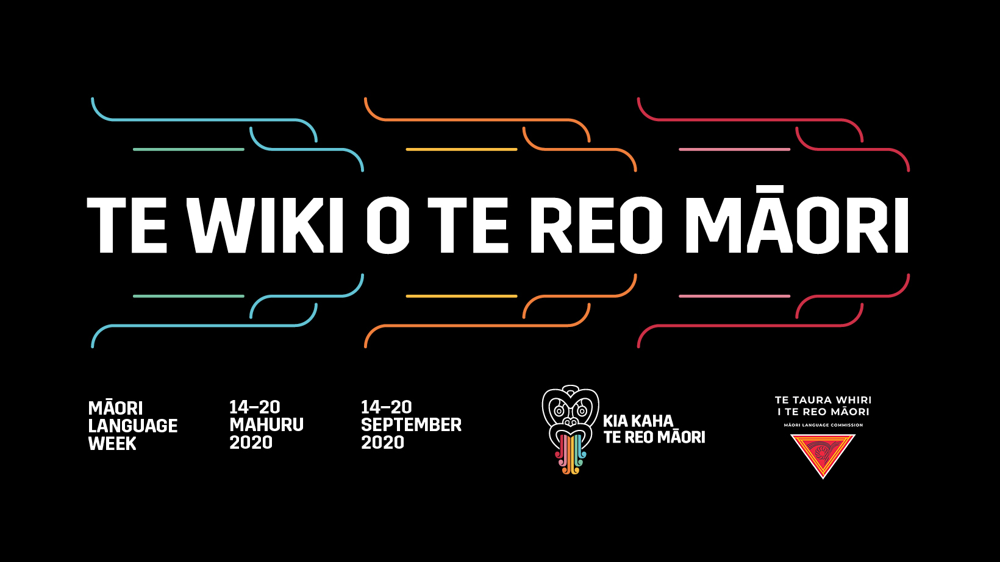 TE WIKI O TE REO MĀORI
MĀORI
LANGUAGE
WEEK
14–20
MAHURU
2020
14–20
SEPTEMBER
2020
KIA KAHA
TE REO MĀORI
TE TAURA WHIRI
I TE REO MĀORI
MĀORI LANGUAGE COMMISSION